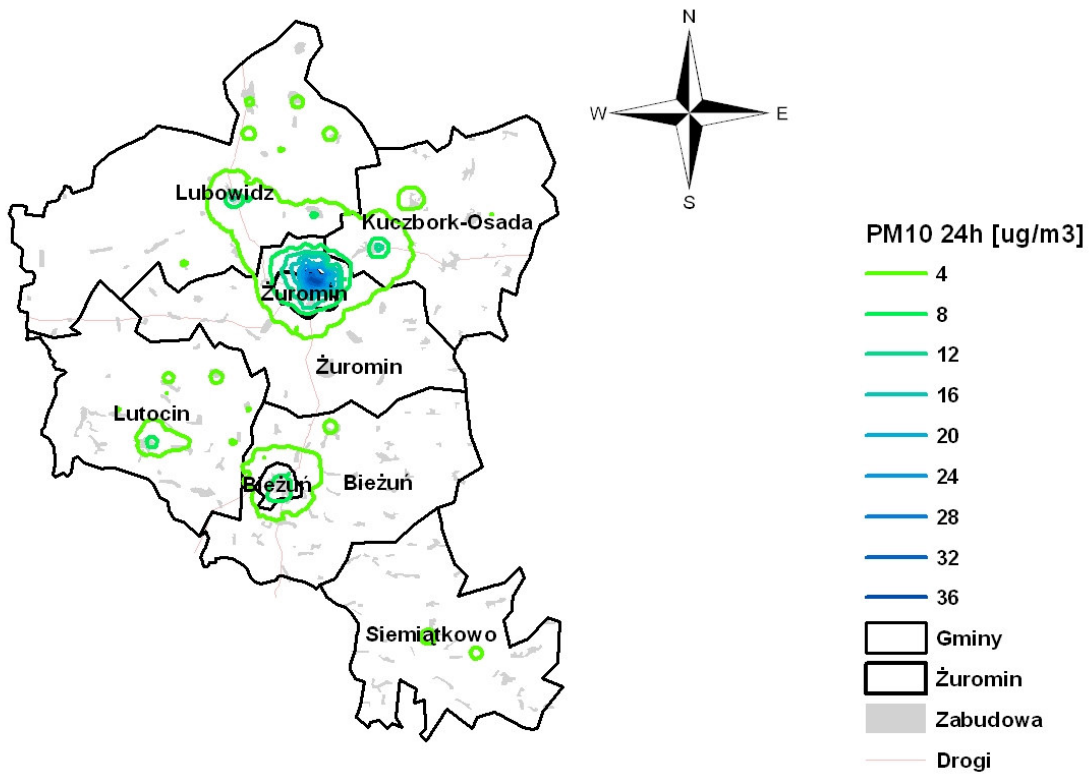 N
W
E
S
Lubowidz
Kuczbork-Osada
Żuromin
Żuromin
Lutocin
Bieżuń
Bieżuń
Siemiątkowo
PM10 24h [ug/m3]
4
8
12
16
20
24
28
32
36
Gminy
Żuromin
Zabudowa
Drogi